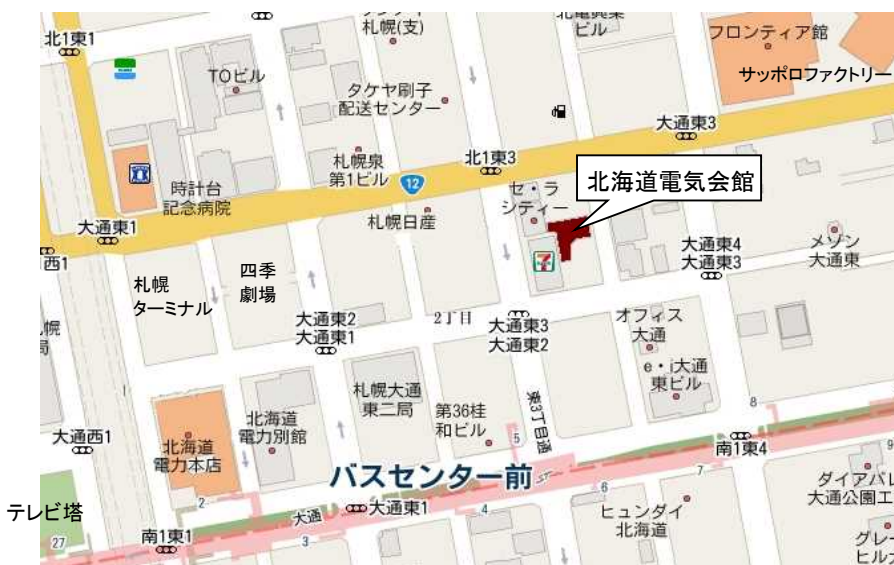 北1東1
札幌(支)
ビル
フロンティア館
サッポロファクトリー
TOビル
タケヤ刷子
配送センター
大通東3
札幌泉
第1ビル
北1東3
12
時計台
記念病院
セ・ラ
シティー
北海道電気会館
大通東1
札幌日産
西1
大通東4
大通東3
メゾン
大通東
札幌
ターミナル
四季
劇場
7
大通東2
大通東1
2丁目
大通東3
大通東2
オフィス
大通
e・i大通
東ビル
札幌大通
東二局
第36桂
和ビル
東3丁目通
北海道
電力別館
北海道
電力本店
大通西1
8
5
南1東4
9
バスセンター前
7
6
テレビ塔
2
大通
大通東1
4
3
27
南1東1
ヒュンダイ
北海道
ダイアパレ
大通公園エ
グレー
ヒル